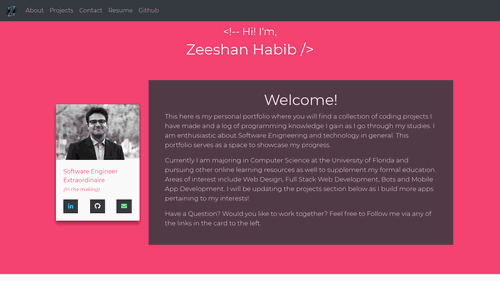 About Projects Contact Resume Github
<!-- Hi! I'm,
Zeeshan Habib />
Welcome!
This here is my personal portfolio where you will find a collection of coding projects I
have made and a log of programming knowledge I gain as I go through my studies. I
am enthusiastic about Software Engineering and technology in general. This
portfolio serves as a space to showcase my progress.
Currently I am majoring in Computer Science at the University of Florida and
pursuing other online learning resources as well to supplement my formal education.
Areas of interest include Web Design, Full Stack Web Development, Bots and Mobile
App Development. I will be updating the projects section below as I build more apps
pertaining to my interests!
Have a Question? Would you like to work together? Feel free to Follow me via any of
the links in the card to the left.
Software Engineer
Extraordinaire
(in the making)
in